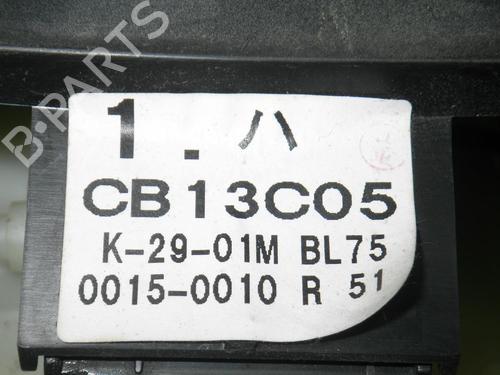 B-PARTS
1.ハ
CB13C05
K-29-01M BL75
0015-0010 R 51